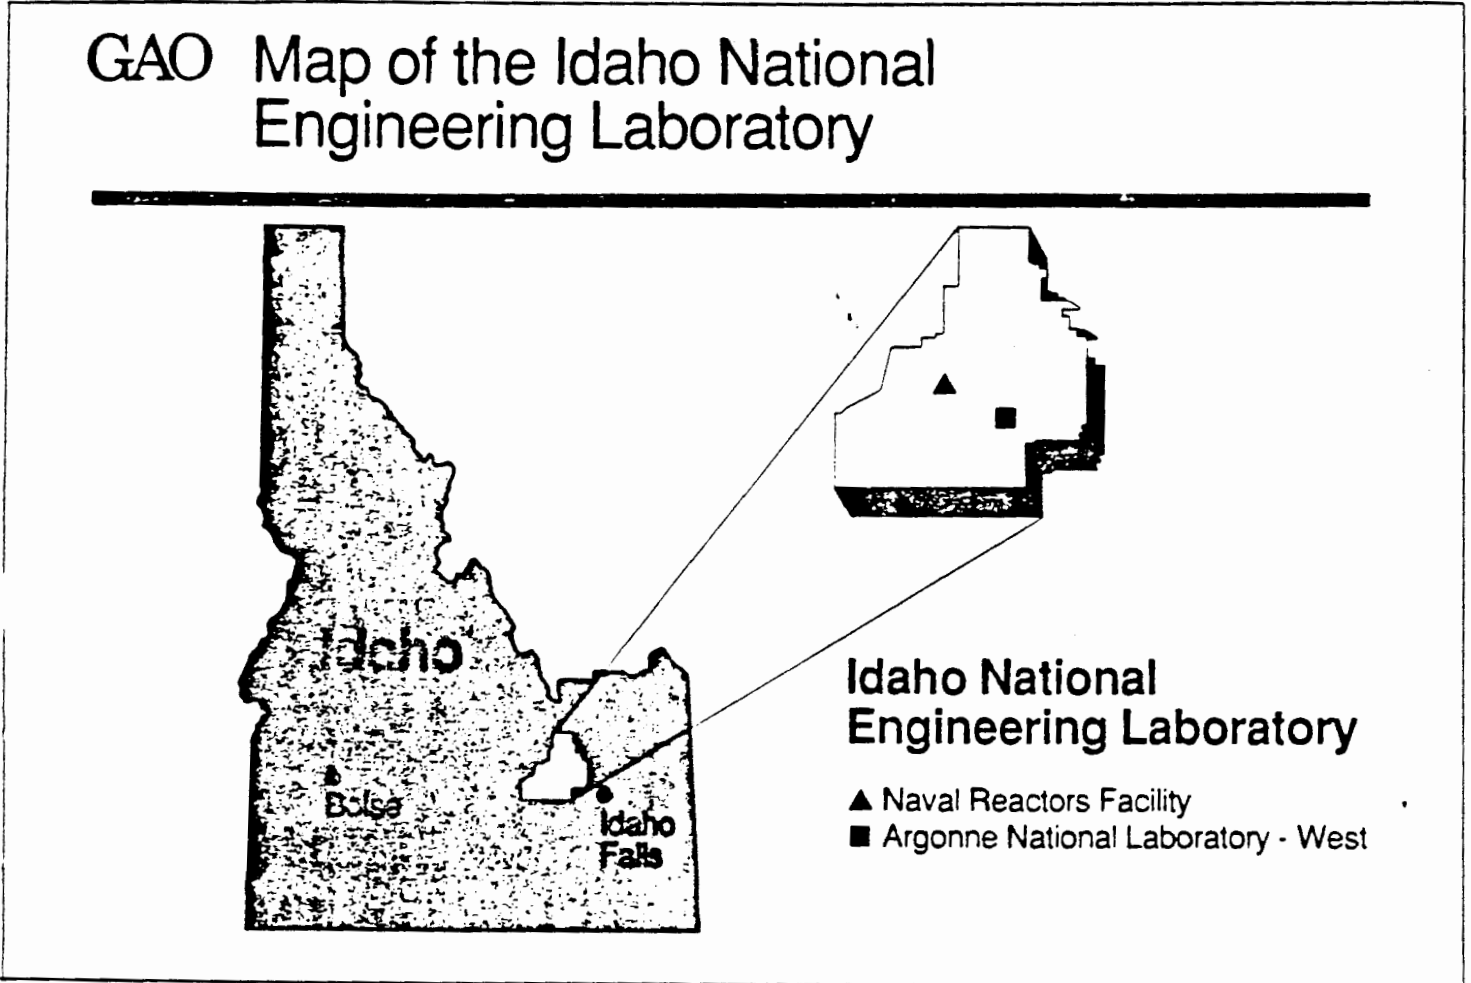 GAO Map of the Idaho National
Engineering Laboratory
Idaho
Boise
Idaho
Falls
Idaho National
Engineering Laboratory
Naval Reactors Facility
Argonne National Laboratory - West